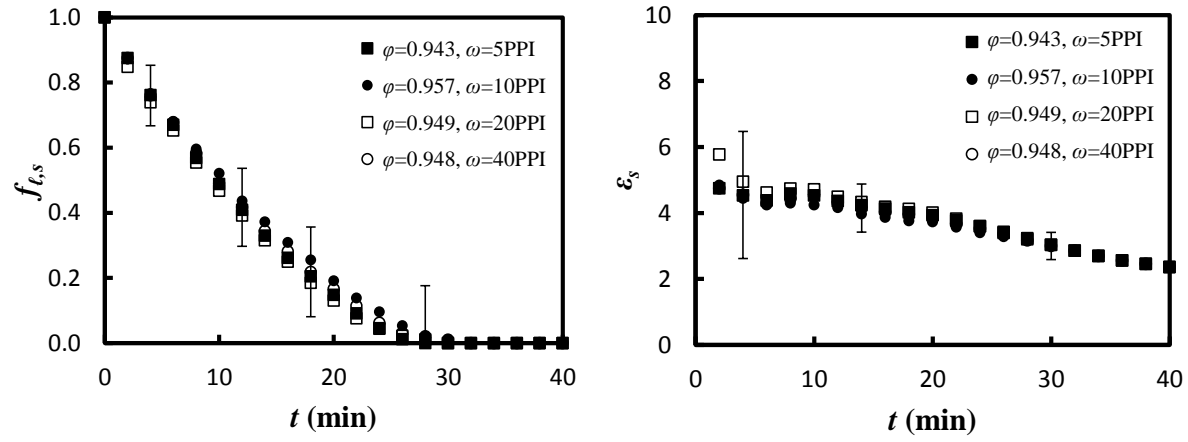 1.0
0.8
0.6
0.4
0.2
0.0
fℓ,s
φ=0.943, ω=5PPI
φ=0.957, ω=10PPI
φ=0.949, ω=20PPI
φ=0.948, ω=40PPI
0 10 20 30 40
t (min)
10
8
6
4
2
0
εs
φ=0.943, ω=5PPI
φ=0.957, ω=10PPI
φ=0.949, ω=20PPI
φ=0.948, ω=40PPI
0 10 20 30 40
t (min)